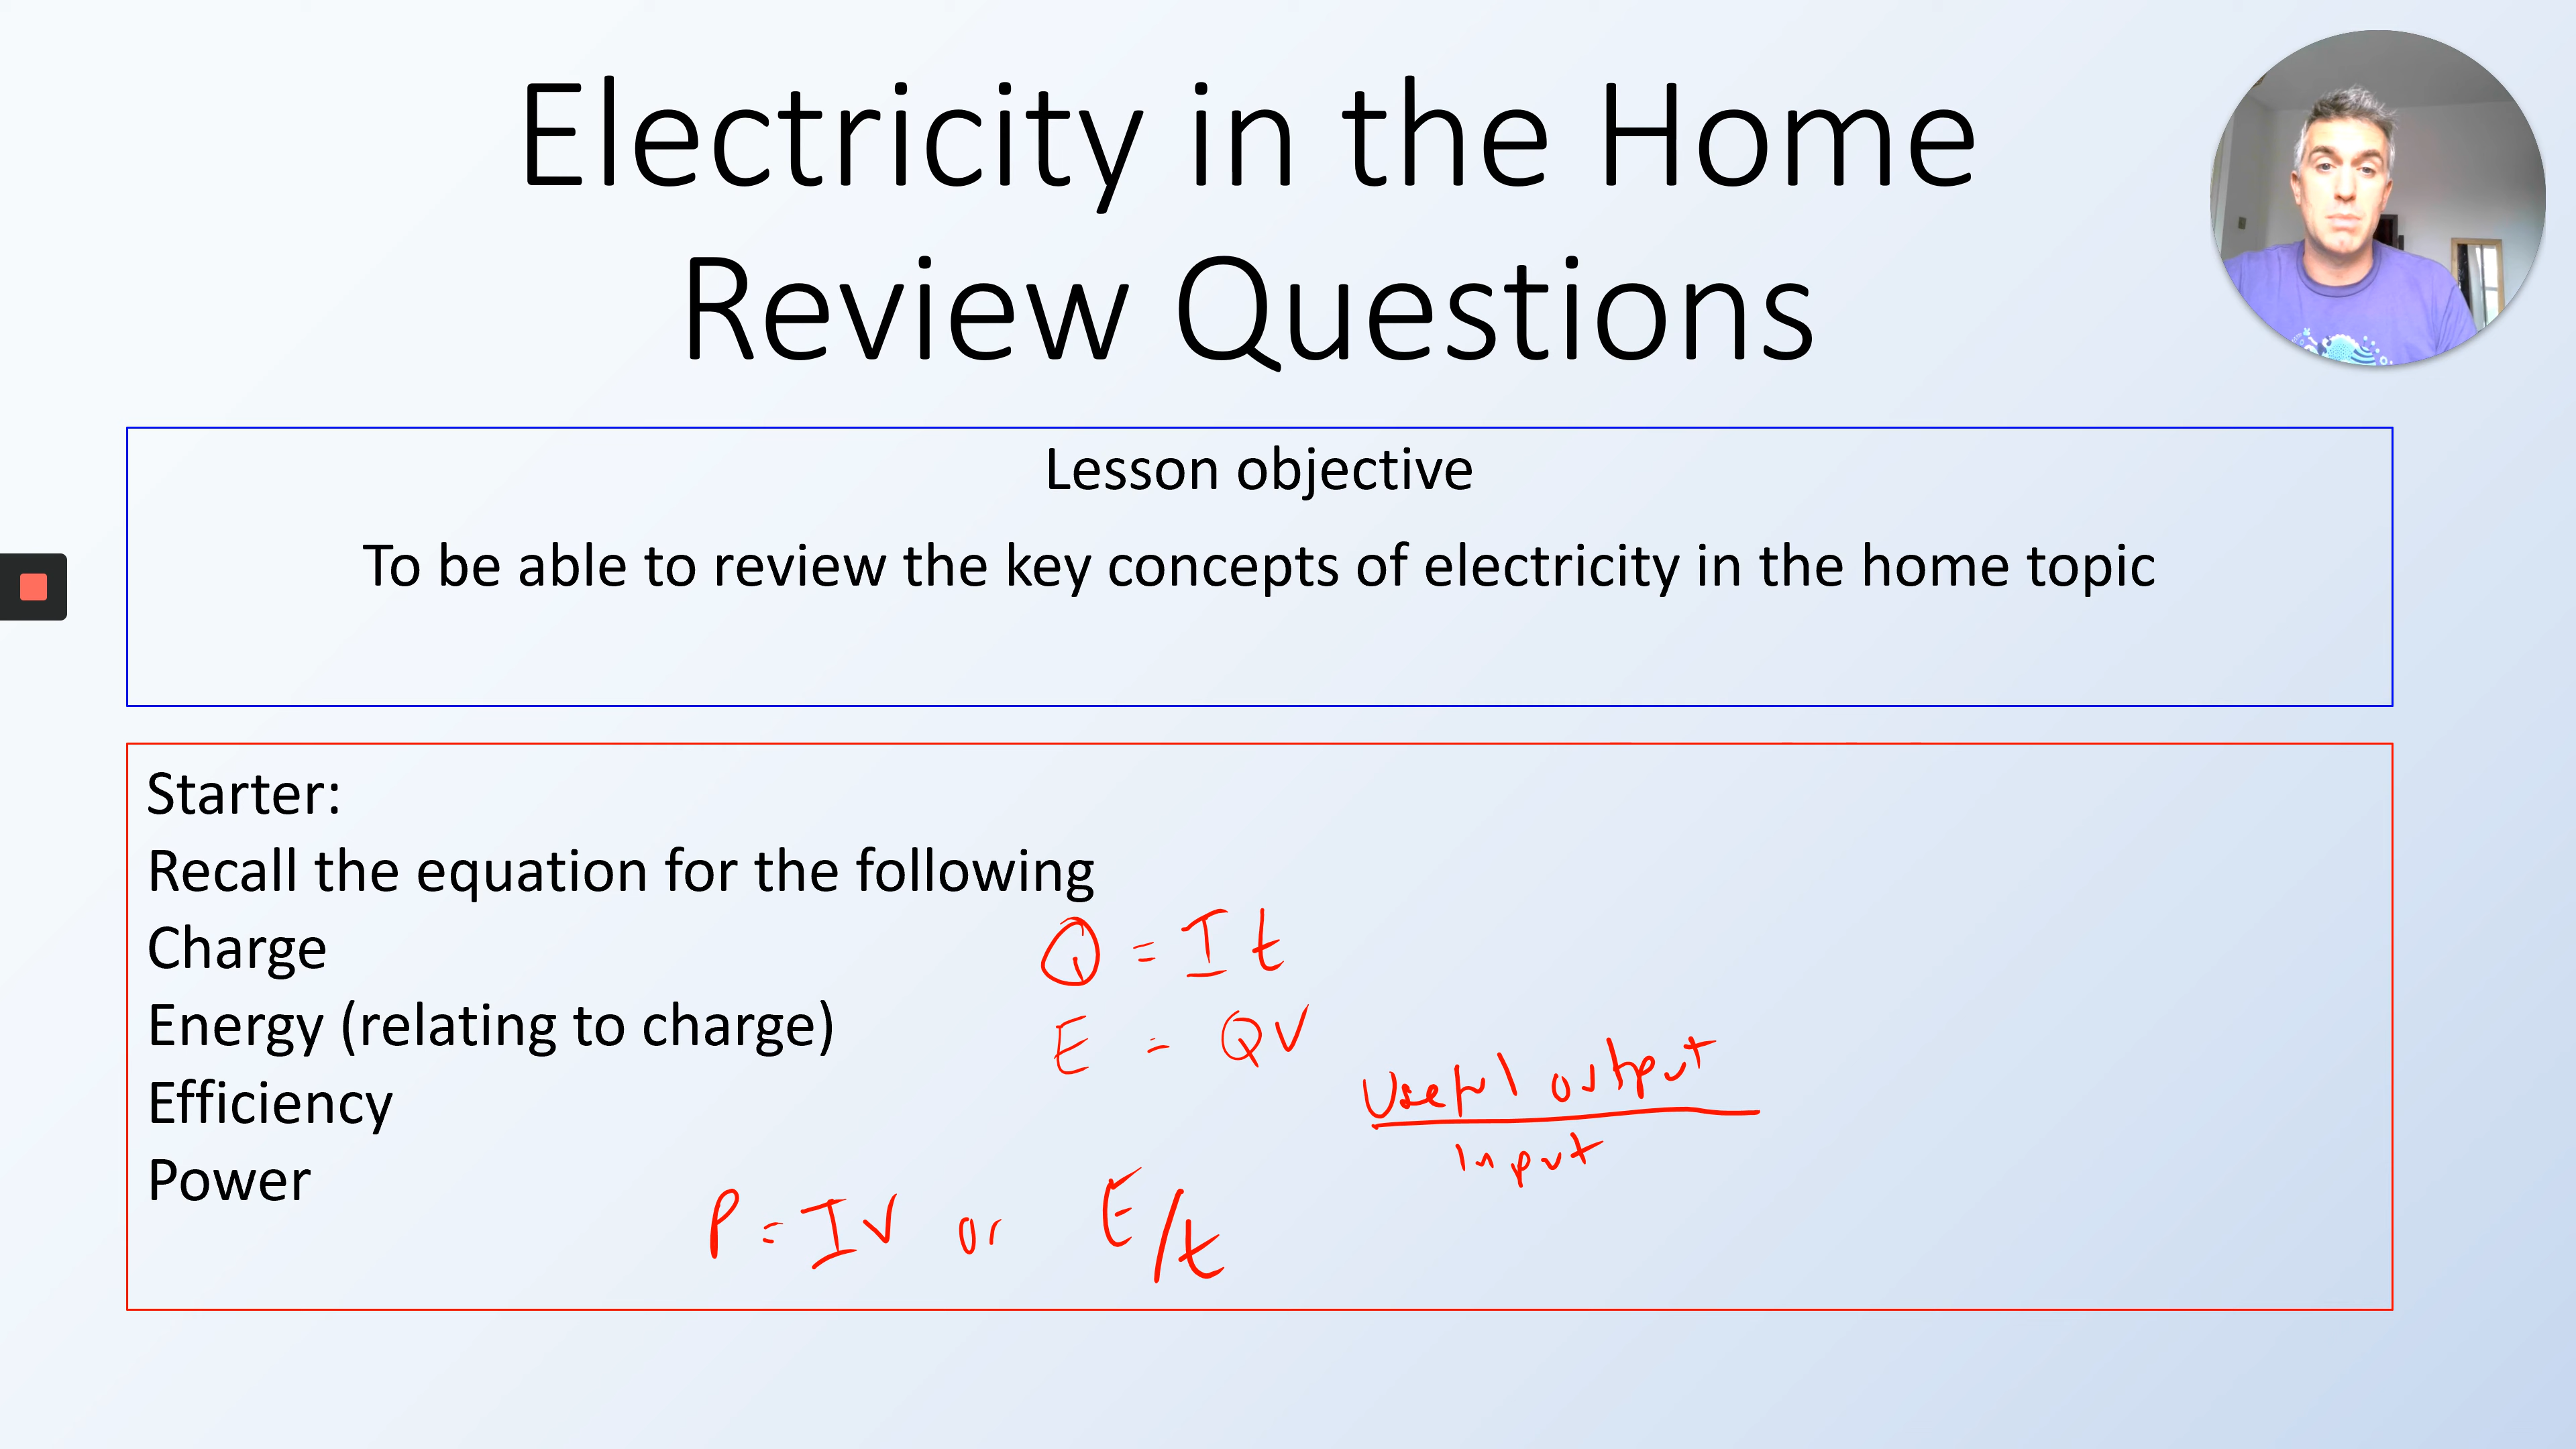 Electricity in the Home
Review Questions
Lesson objective
To be able to review the key concepts of electricity in the home topic
Starter:
Recall the equation for the following
Charge
Q = I t
Energy (relating to charge)
E = QV
Efficiency
Useful output
input
Power
P = IV or E/t